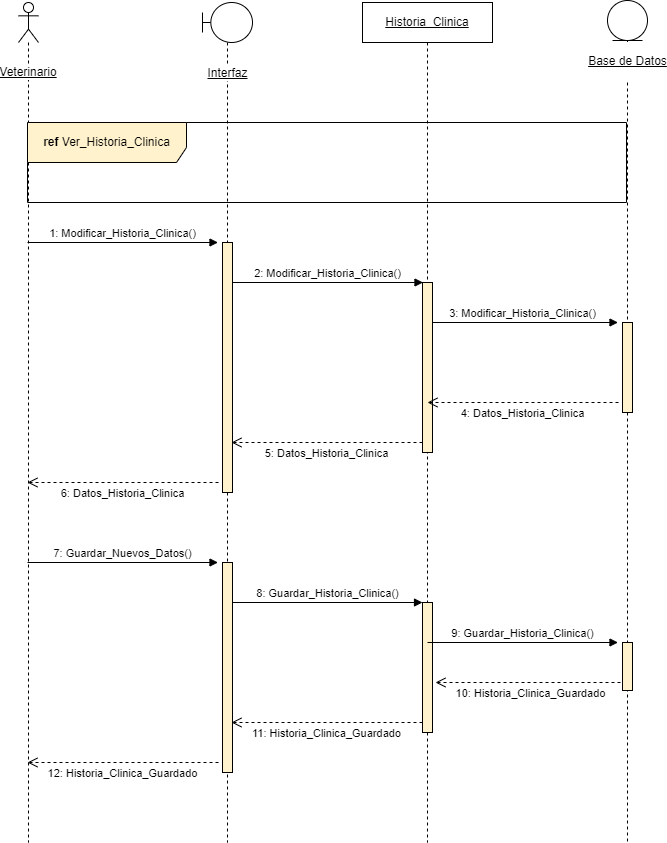 Veterinario
Interfaz
Historia_Clinica
Base de Datos
ref Ver_Historia_Clinica
1: Modificar_Historia_Clinica()
2: Modificar_Historia_Clinica()
3: Modificar_Historia_Clinica()
4: Datos_Historia_Clinica
5: Datos_Historia_Clinica
6: Datos_Historia_Clinica
7: Guardar_Nuevos_Datos()
8: Guardar_Historia_Clinica()
9: Guardar_Historia_Clinica()
10: Historia_Clinica_Guardado
11: Historia_Clinica_Guardado
12: Historia_Clinica_Guardado